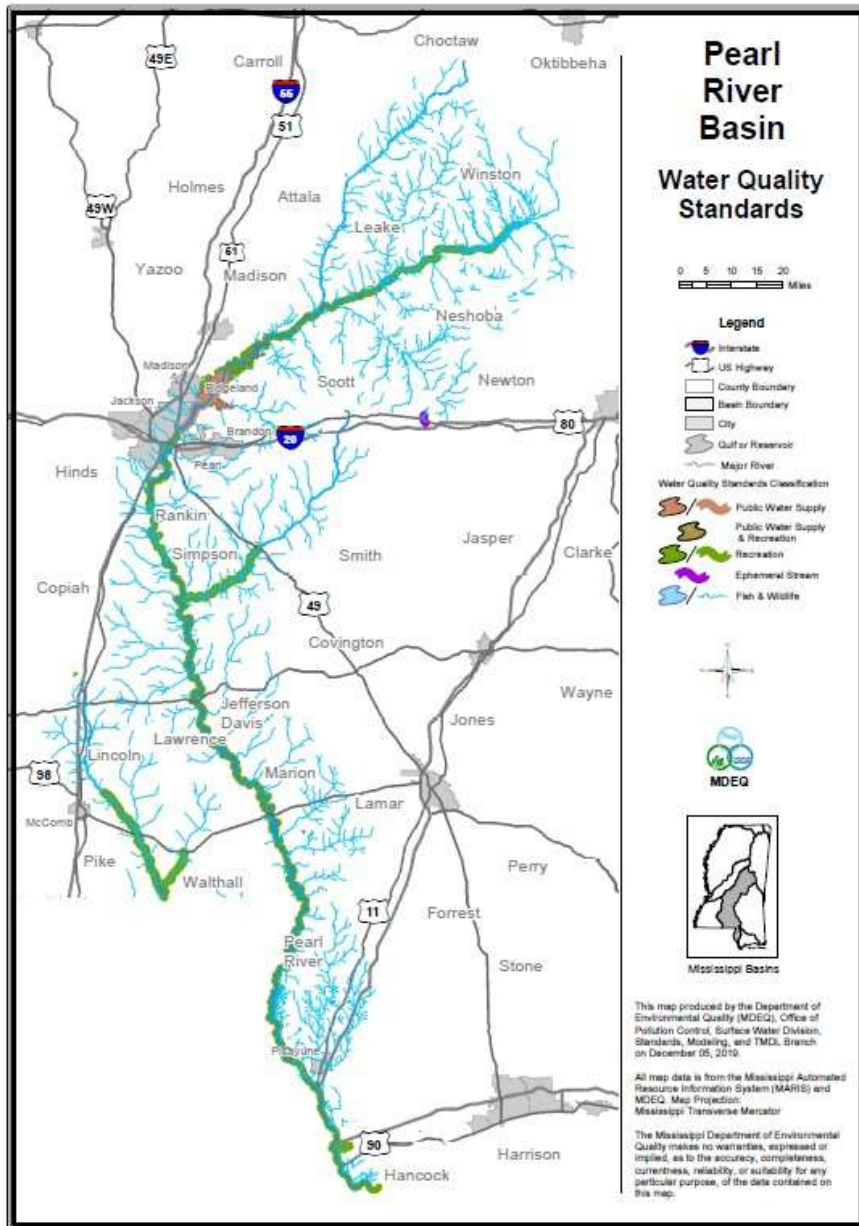 Choctaw
Oktibbeha
49E
Carroll
55
51
Winston
Holmes
Attala
49W
Leake
51
Yazoo
Madison
Neshoba
Madison
Ridgeland
Scott
Newton
Jackson
Brandon
20
80
Pearl
Hinds
Rankin
Simpson
Smith
Jasper
Clarke
Copiah
49
Covington
Wayne
Jefferson
Davis
Jones
Lawrence
Lincoln
Marion
98
Lamar
McComb
Pike
Walthall
Perry
11
Forrest
Pearl
River
Stone
Picayune
90
Harrison
Hancock
Pearl
River
Basin
Water Quality
Standards
0 5 10 20
Miles
Legend
Interstate
US Highway
County Boundary
Basin Boundary
City
Gulf or Reservoir
Major River
Water Quality Standards Classification
Public Water Supply
Public Water Supply
& Recreation
Recreation
Ephemeral Stream
Fish & Wildlife
MDEQ
Mississippi Basins
This map produced by the Department of
Environmental Quality (MDEQ), Office of
Pollution Control, Surface Water Division,
Standards, Modeling, and TMDL Branch
on December 05, 2019.
All map data is from the Mississippi Automated
Resource Information System (MARIS) and
MDEQ. Map Projection:
Mississippi Transverse Mercator
The Mississippi Department of Environmental
Quality makes no warranties, expressed or
implied, as to the accuracy, completeness,
currentness, reliability, or suitability for any
particular purpose, of the data contained on
this map.